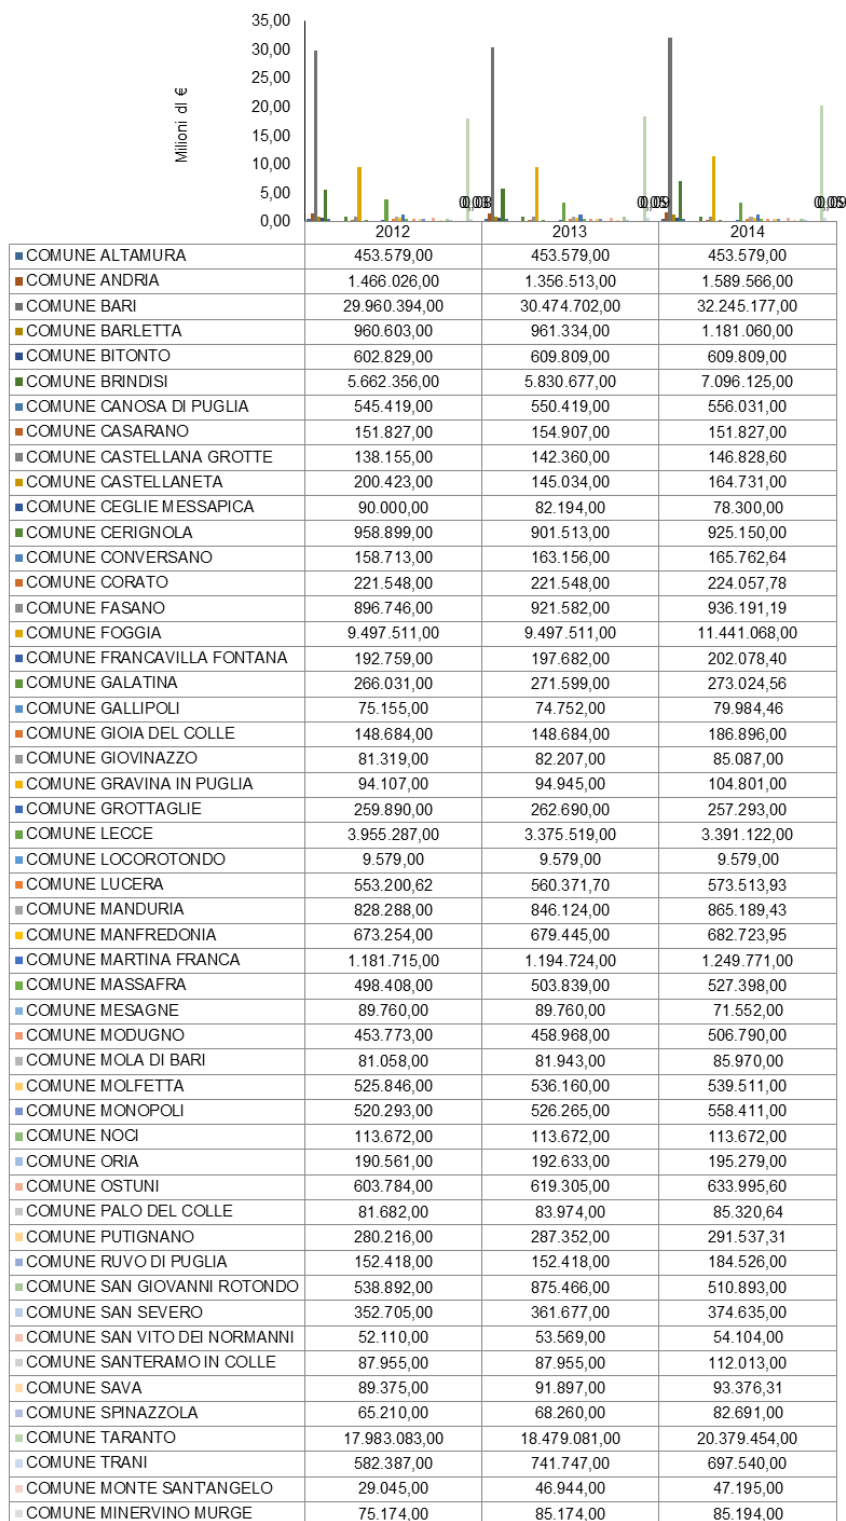 35,00
30,00
25,00
20,00
15,00
10,00
5,00
0,00
Milioni di €
2012 2013 2014
COMUNE ALTAMURA 453.579,00 453.579,00 453.579,00
COMUNE ANDRIA 1.466.026,00 1.356.513,00 1.589.566,00
COMUNE BARI 29.960.394,00 30.474.702,00 32.245.177,00
COMUNE BARLETTA 960.603,00 961.334,00 1.181.060,00
COMUNE BITONTO 602.829,00 609.809,00 609.809,00
COMUNE BRINDISI 5.662.356,00 5.830.677,00 7.096.125,00
COMUNE CANOSA DI PUGLIA 545.419,00 550.419,00 556.031,00
COMUNE CASARANO 151.827,00 154.907,00 151.827,00
COMUNE CASTELLANA GROTTE 138.155,00 142.360,00 146.828,60
COMUNE CASTELLANETA 200.423,00 145.034,00 164.731,00
COMUNE CEGLIE MESSAPICA 90.000,00 82.194,00 78.300,00
COMUNE CERIGNOLA 958.899,00 901.513,00 925.150,00
COMUNE CONVERSANO 158.713,00 163.156,00 165.762,64
COMUNE CORATO 221.548,00 221.548,00 224.057,78
COMUNE FASANO 896.746,00 921.582,00 936.191,19
COMUNE FOGGIA 9.497.511,00 9.497.511,00 11.441.068,00
COMUNE FRANCAVILLA FONTANA 192.759,00 197.682,00 202.078,40
COMUNE GALATINA 266.031,00 271.599,00 273.024,56
COMUNE GALLIPOLI 75.155,00 74.752,00 79.984,46
COMUNE GIOIA DEL COLLE 148.684,00 148.684,00 186.896,00
COMUNE GIOVINAZZO 81.319,00 82.207,00 85.087,00
COMUNE GRAVINA IN PUGLIA 94.107,00 94.945,00 104.801,00
COMUNE GROTTAGLIE 259.890,00 262.690,00 257.293,00
COMUNE LECCE 3.955.287,00 3.375.519,00 3.391.122,00
COMUNE LOCOROTONDO 9.579,00 9.579,00 9.579,00
COMUNE LUCERA 553.200,62 560.371,70 573.513,93
COMUNE MANDURIA 828.288,00 846.124,00 865.189,43
COMUNE MANFREDONIA 673.254,00 679.445,00 682.723,95
COMUNE MARTINA FRANCA 1.181.715,00 1.194.724,00 1.249.771,00
COMUNE MASSAFRA 498.408,00 503.839,00 527.398,00
COMUNE MESAGNE 89.760,00 89.760,00 71.552,00
COMUNE MODUGNO 453.773,00 458.968,00 506.790,00
COMUNE MOLA DI BARI 81.058,00 81.943,00 85.970,00
COMUNE MOLFETTA 525.846,00 536.160,00 539.511,00
COMUNE MONOPOLI 520.293,00 526.265,00 558.411,00
COMUNE NOCI 113.672,00 113.672,00 113.672,00
COMUNE ORIA 190.561,00 192.633,00 195.279,00
COMUNE OSTUNI 603.784,00 619.305,00 633.995,60
COMUNE PALO DEL COLLE 81.682,00 83.974,00 85.320,64
COMUNE PUTIGNANO 280.216,00 287.352,00 291.537,31
COMUNE RUVO DI PUGLIA 152.418,00 152.418,00 184.526,00
COMUNE SAN GIOVANNI ROTONDO 538.892,00 875.466,00 510.893,00
COMUNE SAN SEVERO 352.705,00 361.677,00 374.635,00
COMUNE SAN VITO DEI NORMANNI 52.110,00 53.569,00 54.104,00
COMUNE SANTERAMO IN COLLE 87.955,00 87.955,00 112.013,00
COMUNE SAVA 89.375,00 91.897,00 93.376,31
COMUNE SPINAZZOLA 65.210,00 68.260,00 82.691,00
COMUNE TARANTO 17.983.083,00 18.479.081,00 20.379.454,00
COMUNE TRANI 582.387,00 741.747,00 697.540,00
COMUNE MONTE SANT'ANGELO 29.045,00 46.944,00 47.195,00
COMUNE MINERVINO MURGE 75.174,00 85.174,00 85.194,00